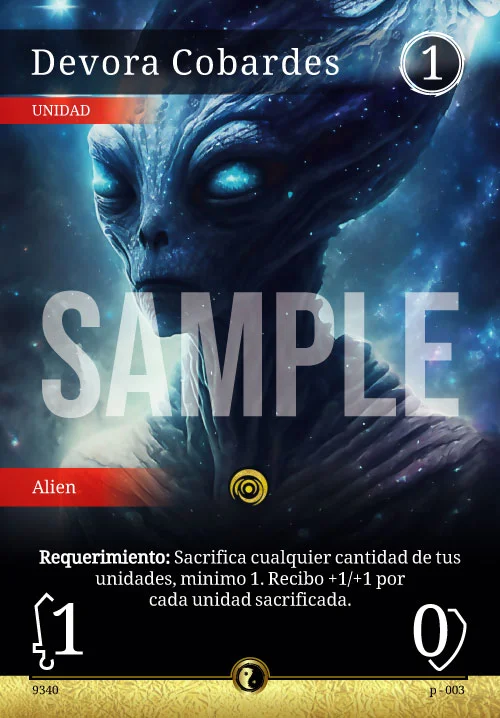 Devora Cobardes
1
UNIDAD
SAMPLE
Alien
Requerimiento: Sacrifica cualquier cantidad de tus
unidades, minimo 1. Recibo +1/+1 por
cada unidad sacrificada.
1
0
9340
p - 003